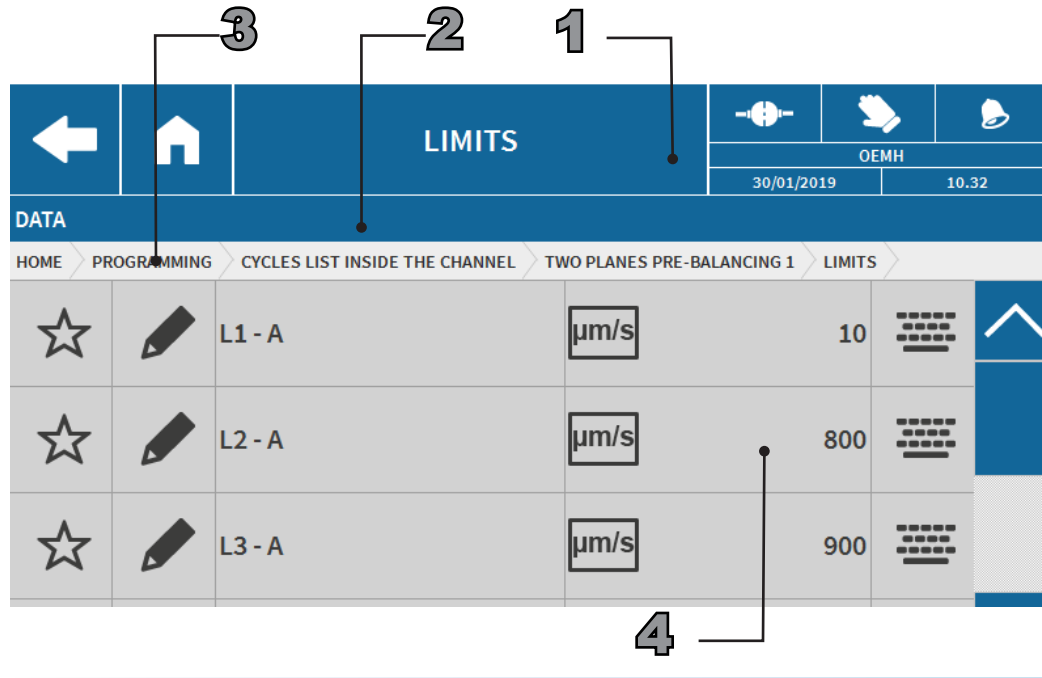 3 2 1
LIMITS
OEMH
30/01/2019 10.32
DATA
HOME PROGRAMMING CYCLES LIST INSIDE THE CHANNEL TWO PLANES PRE-BALANCING 1 LIMITS
L1 - A µm/s 10
L2 - A µm/s 800
L3 - A µm/s 900
4